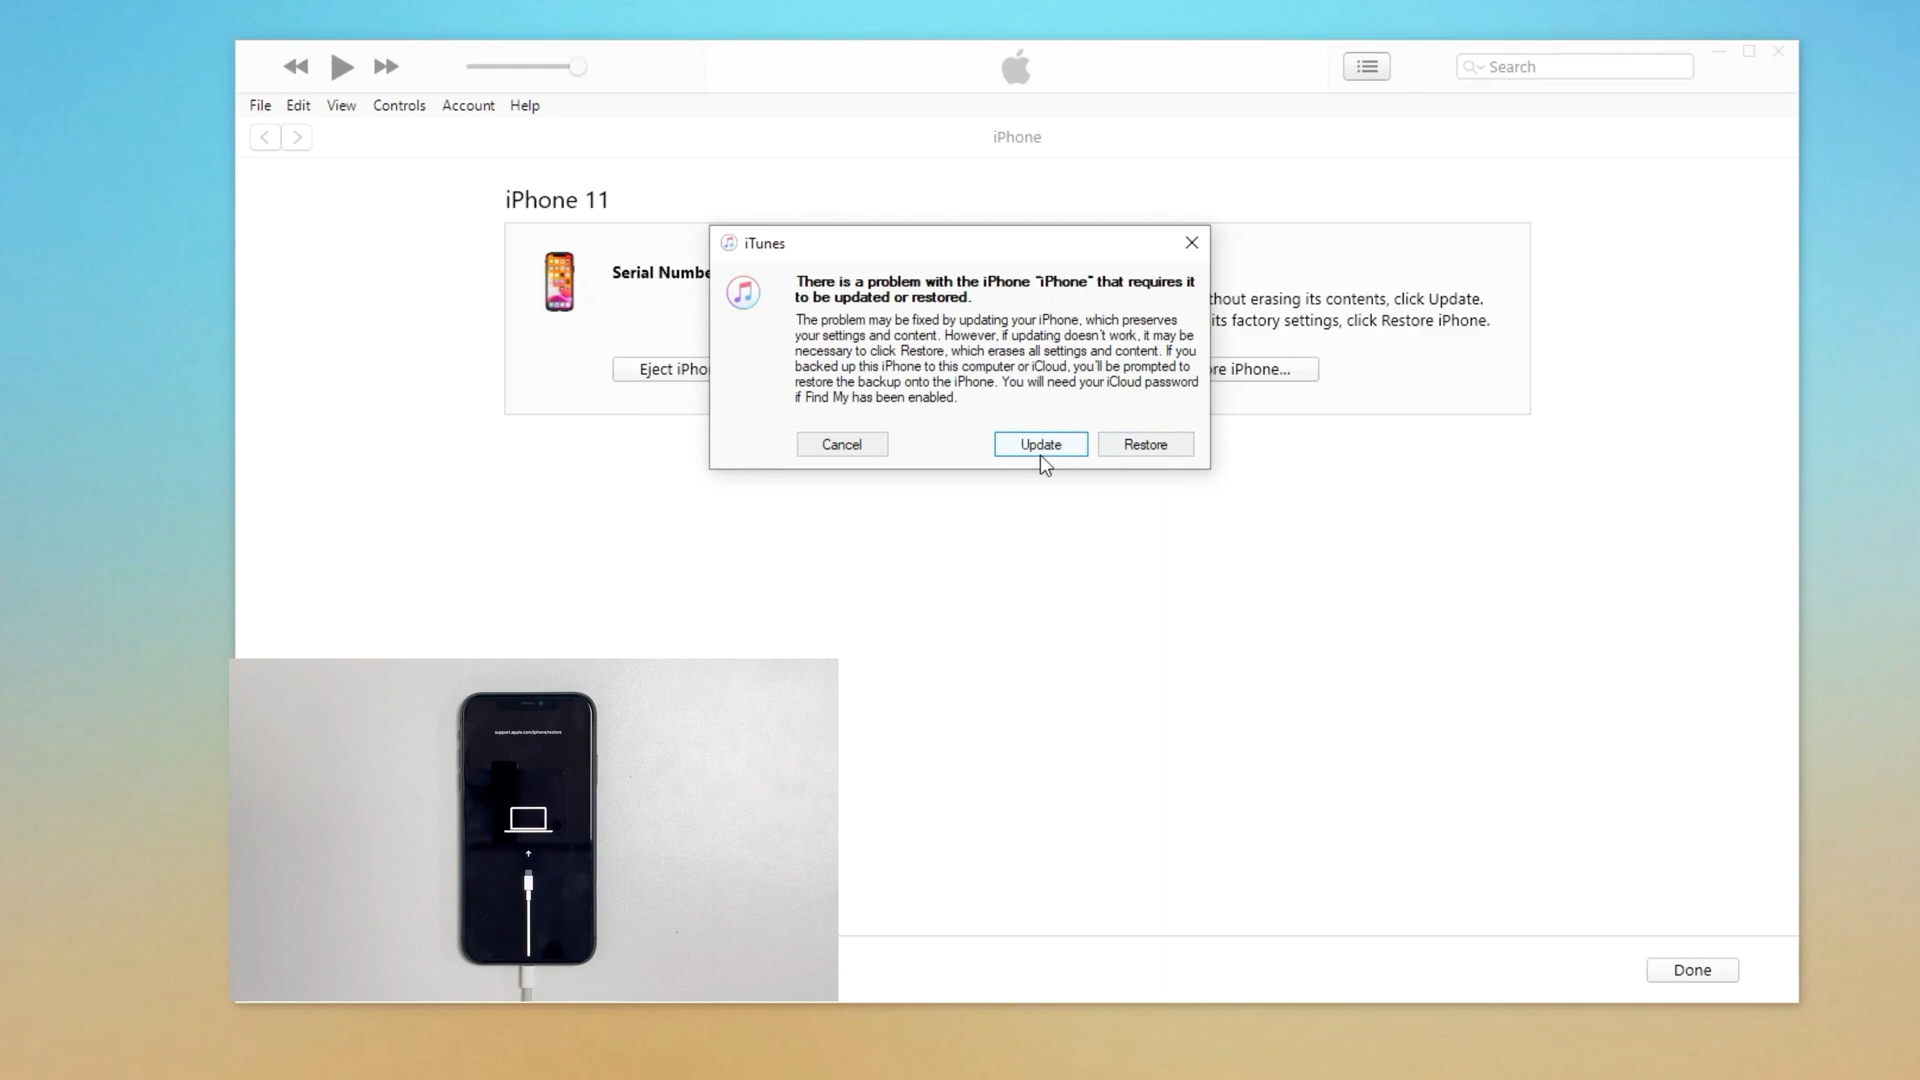 Search
File Edit View Controls Account Help
iPhone
iPhone 11
Serial Numbe
thout erasing its contents, click Update.
its factory settings, click Restore iPhone.
Eject iPho
re iPhone...
iTunes
There is a problem with the iPhone "iPhone" that requires it
to be updated or restored.
The problem may be fixed by updating your iPhone, which preserves
your settings and content. However, if updating doesn't work, it may be
necessary to click Restore, which erases all settings and content. If you
backed up this iPhone to this computer or iCloud, you'll be prompted to
restore the backup onto the iPhone. You will need your iCloud password
if Find My has been enabled.
Cancel Update Restore
support.apple.com/iphone/restore
Done